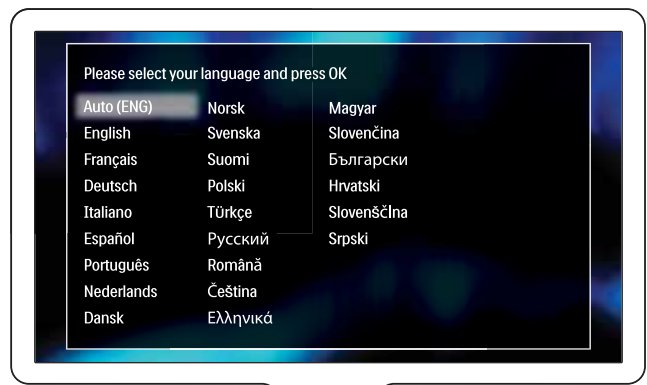 Please select your language and press OK
Auto (ENG)
English
Français
Deutsch
Italiano
Español
Português
Nederlands
Dansk
Norsk
Svenska
Suomi
Polski
Türkçe
Русский
Română
Čeština
Ελληνικά
Magyar
Slovenčina
Български
Hrvatski
SlovenščIna
Srpski